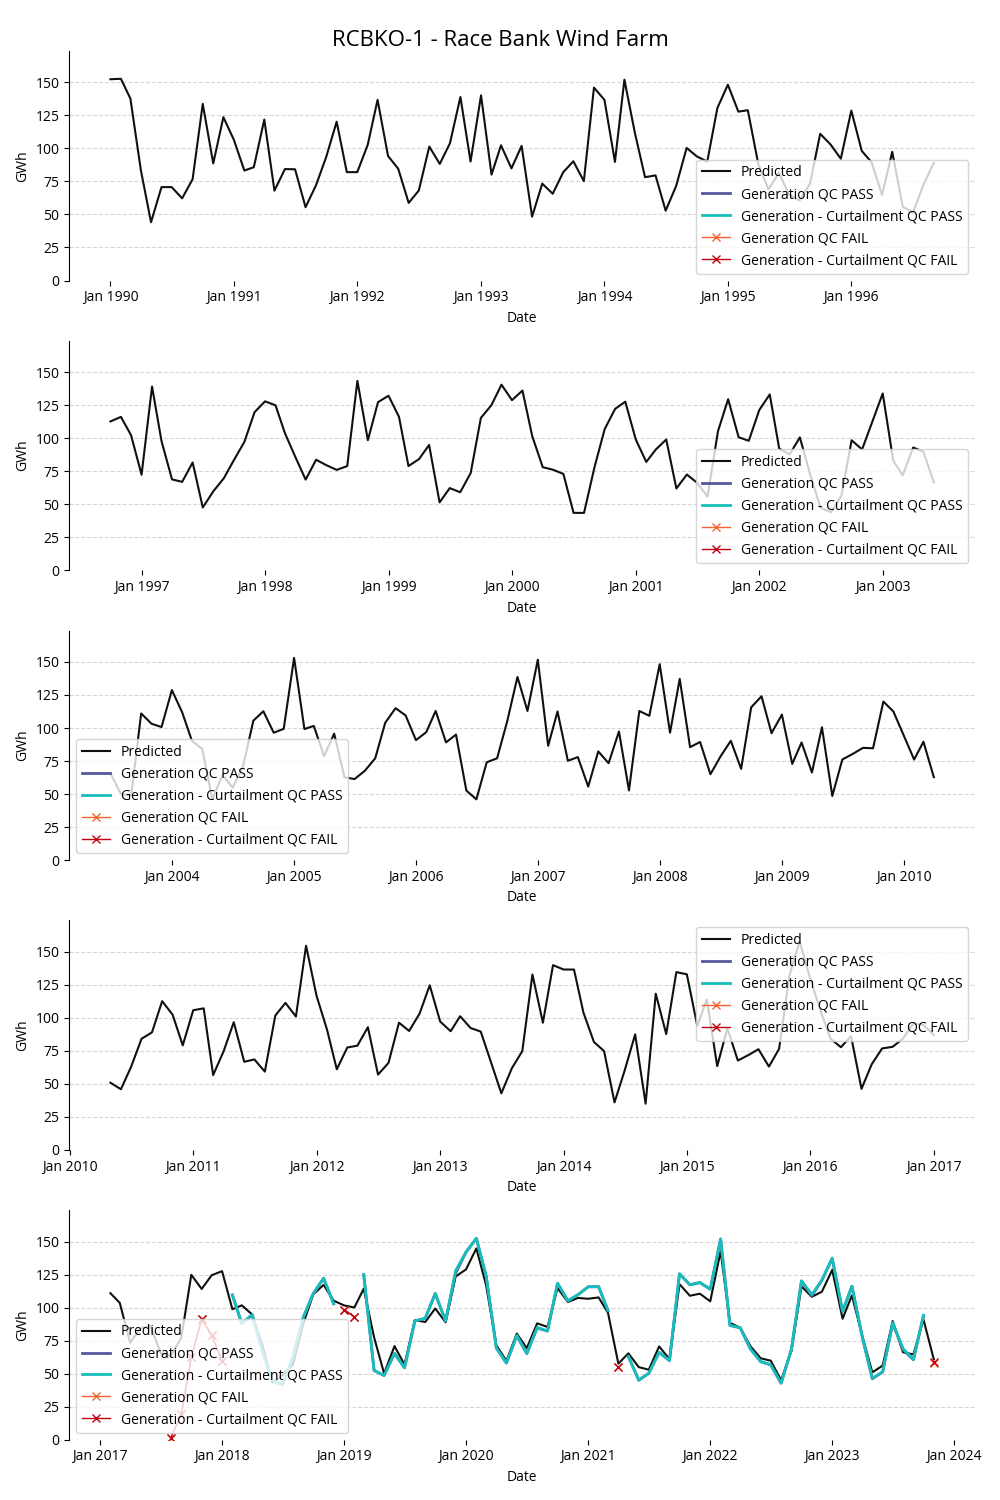 RCBKO-1 - Race Bank Wind Farm
150
125
100
75
50
25
0
GWh
Predicted
Generation QC PASS
Generation - Curtailment QC PASS
Generation QC FAIL
Generation - Curtailment QC FAIL
Jan 1990 Jan 1991 Jan 1992 Jan 1993 Jan 1994 Jan 1995 Jan 1996
Date
150
125
100
75
50
25
0
GWh
Predicted
Generation QC PASS
Generation - Curtailment QC PASS
Generation QC FAIL
Generation - Curtailment QC FAIL
Jan 1997 Jan 1998 Jan 1999 Jan 2000 Jan 2001 Jan 2002 Jan 2003
Date
150
125
100
75
50
25
0
GWh
Predicted
Generation QC PASS
Generation - Curtailment QC PASS
Generation QC FAIL
Generation - Curtailment QC FAIL
Jan 2004 Jan 2005 Jan 2006 Jan 2007 Jan 2008 Jan 2009 Jan 2010
Date
150
125
100
75
50
25
0
GWh
Predicted
Generation QC PASS
Generation - Curtailment QC PASS
Generation QC FAIL
Generation - Curtailment QC FAIL
Jan 2010 Jan 2011 Jan 2012 Jan 2013 Jan 2014 Jan 2015 Jan 2016 Jan 2017
Date
150
125
100
75
50
25
0
GWh
Predicted
Generation QC PASS
Generation - Curtailment QC PASS
Generation QC FAIL
Generation - Curtailment QC FAIL
Jan 2017 Jan 2018 Jan 2019 Jan 2020 Jan 2021 Jan 2022 Jan 2023 Jan 2024
Date